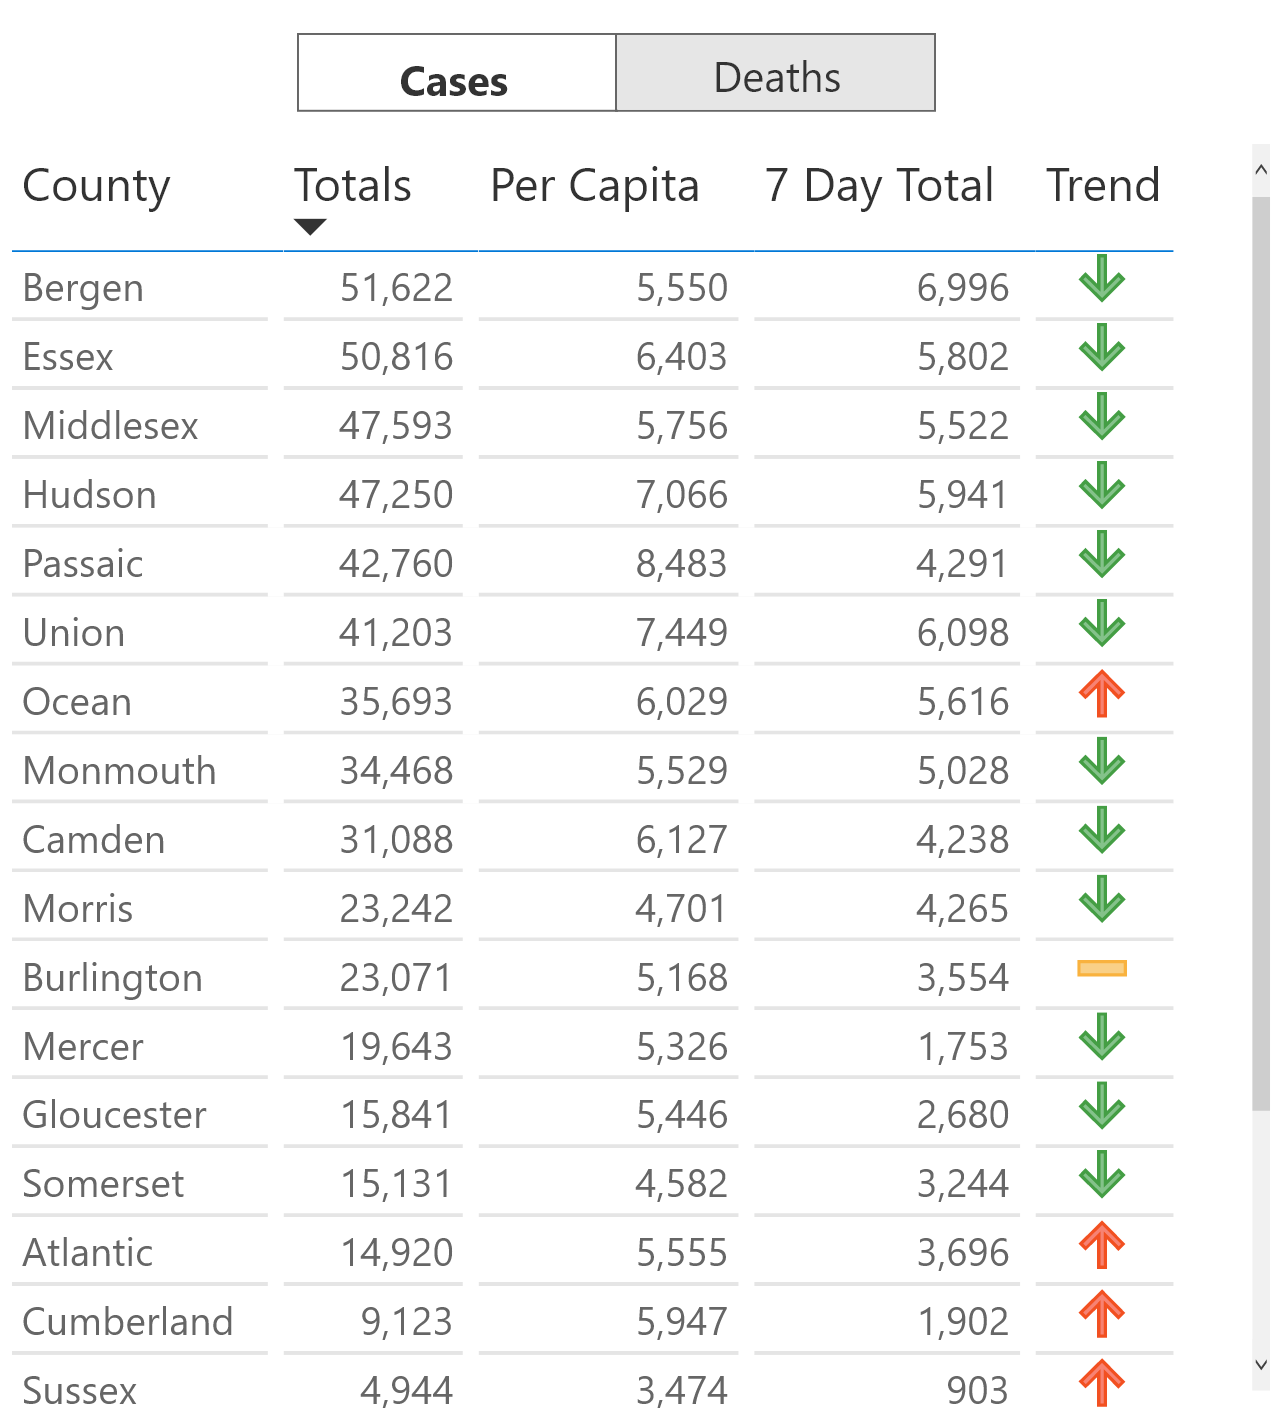 Cases Deaths
County Totals Per Capita 7 Day Total Trend
Bergen 51,622 5,550 6,996
Essex 50,816 6,403 5,802
Middlesex 47,593 5,756 5,522
Hudson 47,250 7,066 5,941
Passaic 42,760 8,483 4,291
Union 41,203 7,449 6,098
Ocean 35,693 6,029 5,616
Monmouth 34,468 5,529 5,028
Camden 31,088 6,127 4,238
Morris 23,242 4,701 4,265
Burlington 23,071 5,168 3,554
Mercer 19,643 5,326 1,753
Gloucester 15,841 5,446 2,680
Somerset 15,131 4,582 3,244
Atlantic 14,920 5,555 3,696
Cumberland 9,123 5,947 1,902
Sussex 4,944 3,474 903